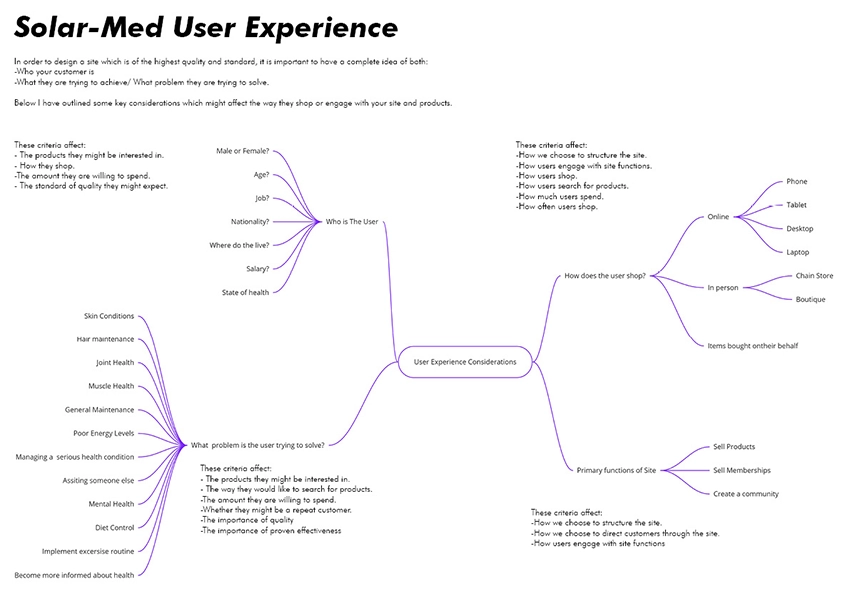 Solar-Med User Experience
In order to design a site which is of the highest quality and standard, it is important to have a complete idea of both:
-Who your customer is
-What they are trying to achieve/ What problem they are trying to solve.
Below I have outlined some key considerations which might affect the way they shop or engage with your site and products.
These criteria affect:
- The products they might be interested in.
- How they shop.
-The amount they are willing to spend.
- The standard of quality they might expect.
Male or Female?
Age?
Job?
Nationality?
Where do the live?
Salary?
State of health
Who is The User
These criteria affect:
-How we choose to structure the site.
-How users engage with site functions.
-How users shop.
-How users search for products.
-How much users spend.
-How often users shop.
Phone
Tablet
Desktop
Laptop
Online
How does the user shop?
In person
Chain Store
Boutique
Items bought ontheir behalf
User Experience Considerations
Skin Conditions
Hair maintenance
Joint Health
Muscle Health
General Maintenance
Poor Energy Levels
Managing a  serious health condition
Assiting someone else
Mental Health
Diet Control
Implement excersise routine
Become more informed about health
What  problem is the user trying to solve?
These criteria affect:
- The products they might be interested in.
- The way they would like to search for products.
-The amount they are willing to spend.
-Whether they might be a repeat customer.
-The importance of quality
-The importance of proven effectiveness
Primary functions of Site
Sell Products
Sell Memberships
Create a community
These criteria affect:
-How we choose to structure the site.
-How we choose to direct customers through the site.
-How users engage with site functions